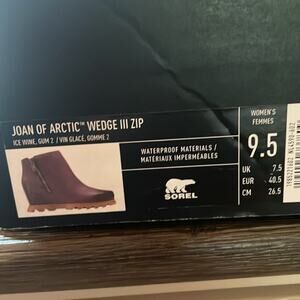 JOAN OF ARCTIC™ WEDGE III ZIP
ICE WINE, GUM 2 / VIN GLACÉ, GOMME 2
WATERPROOF MATERIALS /
MATÉRIAUX IMPERMÉABLES
SOREL
WOMEN'S
FEMMES
9.5
UK 7.5
EUR 40.5
CM 26.5